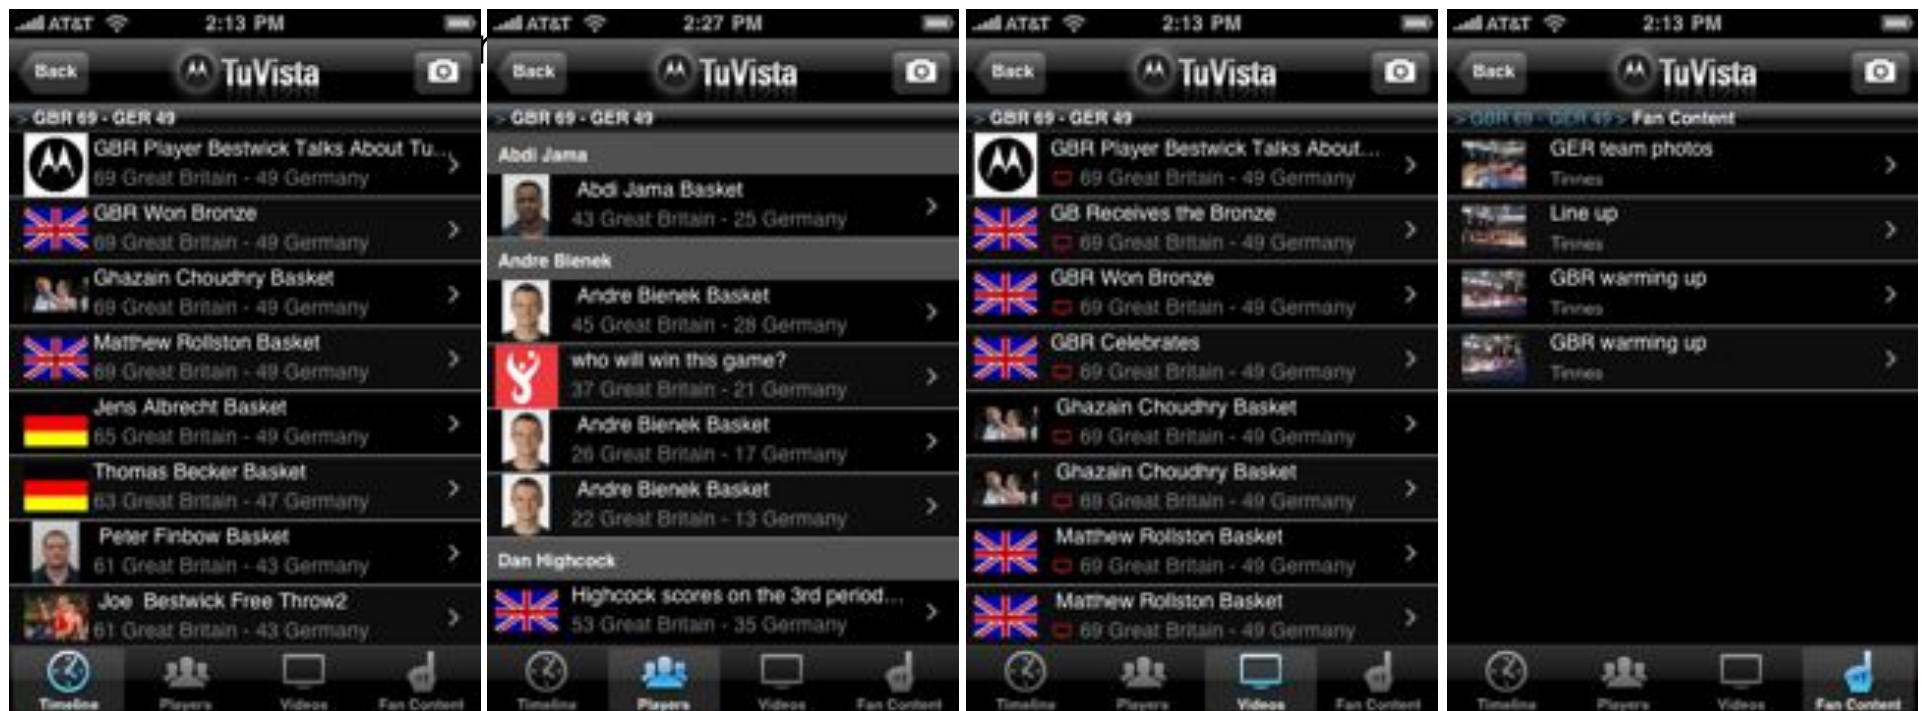 AT&T 2:13 PM
Back TuVista
> GBR 69 - GER 49
GBR Player Bestwick Talks About Tu...
69 Great Britain - 49 Germany
GBR Won Bronze
69 Great Britain - 49 Germany
Ghazain Choudhry Basket
69 Great Britain - 49 Germany
Matthew Rollston Basket
69 Great Britain - 49 Germany
Jens Albrecht Basket
65 Great Britain - 49 Germany
Thomas Becker Basket
63 Great Britain - 47 Germany
Peter Finbow Basket
61 Great Britain - 43 Germany
Joe Bestwick Free Throw2
61 Great Britain - 43 Germany
Timeline Players Videos Fan Content
AT&T 2:27 PM
Back TuVista
> GBR 69 - GER 49
Abdi Jama
Abdi Jama Basket
43 Great Britain - 25 Germany
Andre Bienek
Andre Bienek Basket
45 Great Britain - 28 Germany
who will win this game?
37 Great Britain - 21 Germany
Andre Bienek Basket
26 Great Britain - 17 Germany
Andre Bienek Basket
22 Great Britain - 13 Germany
Dan Highcock
Highcock scores on the 3rd period...
53 Great Britain - 35 Germany
Timeline Players Videos Fan Content
AT&T 2:13 PM
Back TuVista
> GBR 69 - GER 49
GBR Player Bestwick Talks About...
69 Great Britain - 49 Germany
GB Receives the Bronze
69 Great Britain - 49 Germany
GBR Won Bronze
69 Great Britain - 49 Germany
GBR Celebrates
69 Great Britain - 49 Germany
Ghazain Choudhry Basket
69 Great Britain - 49 Germany
Ghazain Choudhry Basket
69 Great Britain - 49 Germany
Matthew Rollston Basket
69 Great Britain - 49 Germany
Matthew Rollston Basket
69 Great Britain - 49 Germany
Timeline Players Videos Fan Content
AT&T 2:13 PM
Back TuVista
> GBR 69 - GER 49 > Fan Content
GER team photos
Tinnes
Line up
Tinnes
GBR warming up
Tinnes
GBR warming up
Tinnes
Timeline Players Videos Fan Content